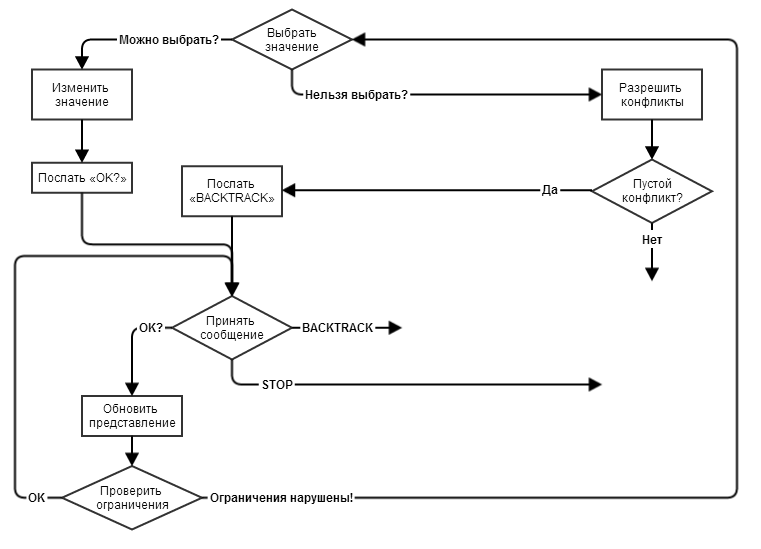 Выбрать
значение
Можно выбрать?
Нельзя выбрать?
Изменить
значение
Разрешить
конфликты
Послать «OK?»
Послать
«BACKTRACK»
Да
Пустой
конфликт?
Нет
Принять
сообщение
OK?
BACKTRACK
STOP
Обновить
представление
Проверить
ограничения
OK
Ограничения нарушены!